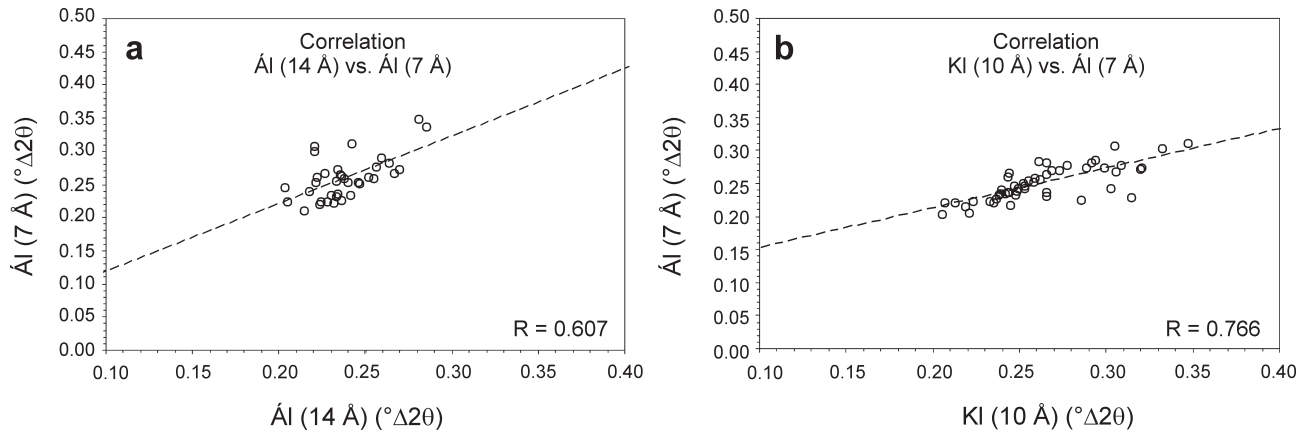 a
Correlation
ÁI (14 Å) vs. ÁI (7 Å)
ÁI (7 Å) (°Δ2θ)
0.50
0.45
0.40
0.35
0.30
0.25
0.20
0.15
0.10
0.05
0.00
R = 0.607
0.10
0.20
0.25
0.30
0.35
0.40
ÁI (14 Å) (°Δ2θ)
b
Correlation
KI (10 Å) vs. ÁI (7 Å)
ÁI (7 Å) (°Δ2θ)
0.50
0.45
0.40
0.35
0.30
0.25
0.20
0.15
0.10
0.05
0.00
R = 0.766
0.10
0.20
0.25
0.30
0.35
0.40
KI (10 Å) (°Δ2θ)